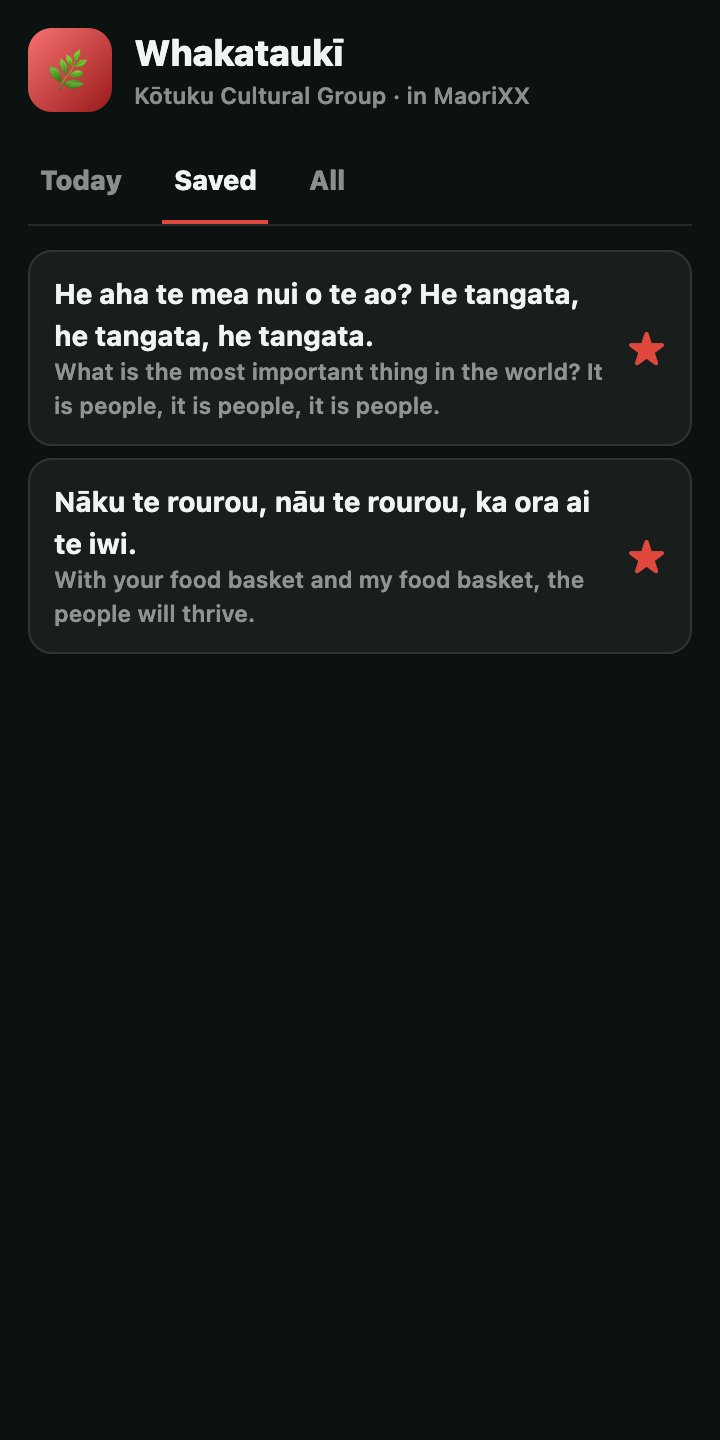 Whakataukī
Kōtuku Cultural Group · in MaoriXX
Today Saved All
He aha te mea nui o te ao? He tangata,
he tangata, he tangata.
What is the most important thing in the world? It
is people, it is people, it is people.
Nāku te rourou, nāu te rourou, ka ora ai
te iwi.
With your food basket and my food basket, the
people will thrive.